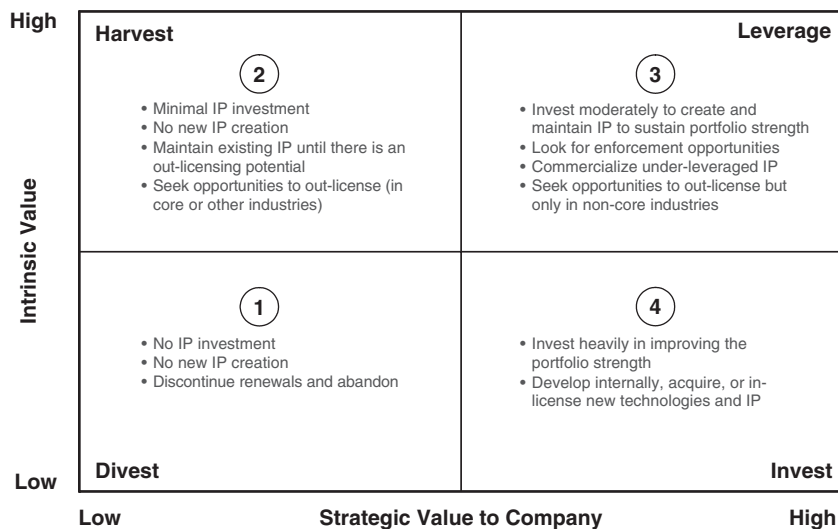 High
Harvest
2
• Minimal IP investment
• No new IP creation
• Maintain existing IP until there is an
out-licensing potential
• Seek opportunities to out-license (in
core or other industries)
Leverage
3
• Invest moderately to create and
maintain IP to sustain portfolio strength
• Look for enforcement opportunities
• Commercialize under-leveraged IP
• Seek opportunities to out-license but
only in non-core industries
Intrinsic Value
1
• No IP investment
• No new IP creation
• Discontinue renewals and abandon
Divest
4
• Invest heavily in improving the
portfolio strength
• Develop internally, acquire, or in-
license new technologies and IP
Invest
Low
Low
Strategic Value to Company
High